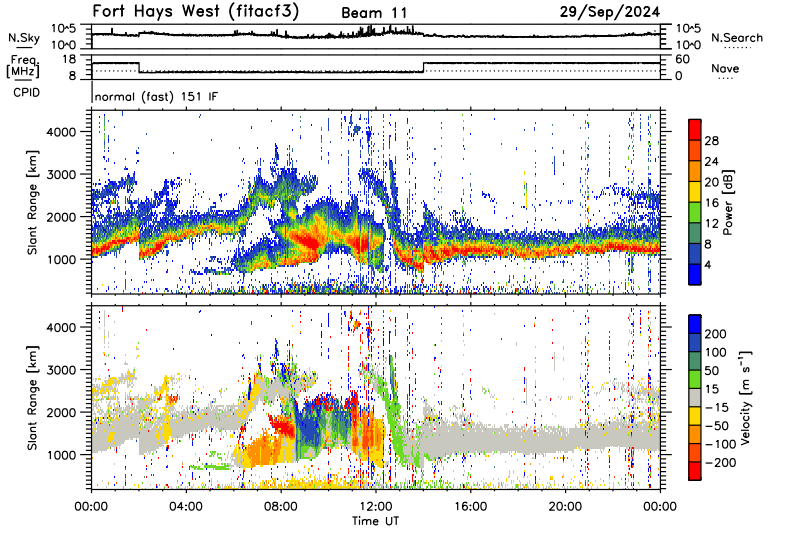 Fort Hays West (fitacf3) Beam 11 29/Sep/2024
N.Sky 10^5 10^0 10^5 10^0 N.Search
Freq. [MHz] 18 8 60 0 Nave
CPID normal (fast) 151 IF
Slant Range [km] 4000 3000 2000 1000
28 24 20 16 12 8 4 Power [dB]
Slant Range [km] 4000 3000 2000 1000
200 100 50 15 -15 -50 -100 -200 Velocity [m s^-1]
00:00 04:00 08:00 12:00 16:00 20:00 00:00
Time UT